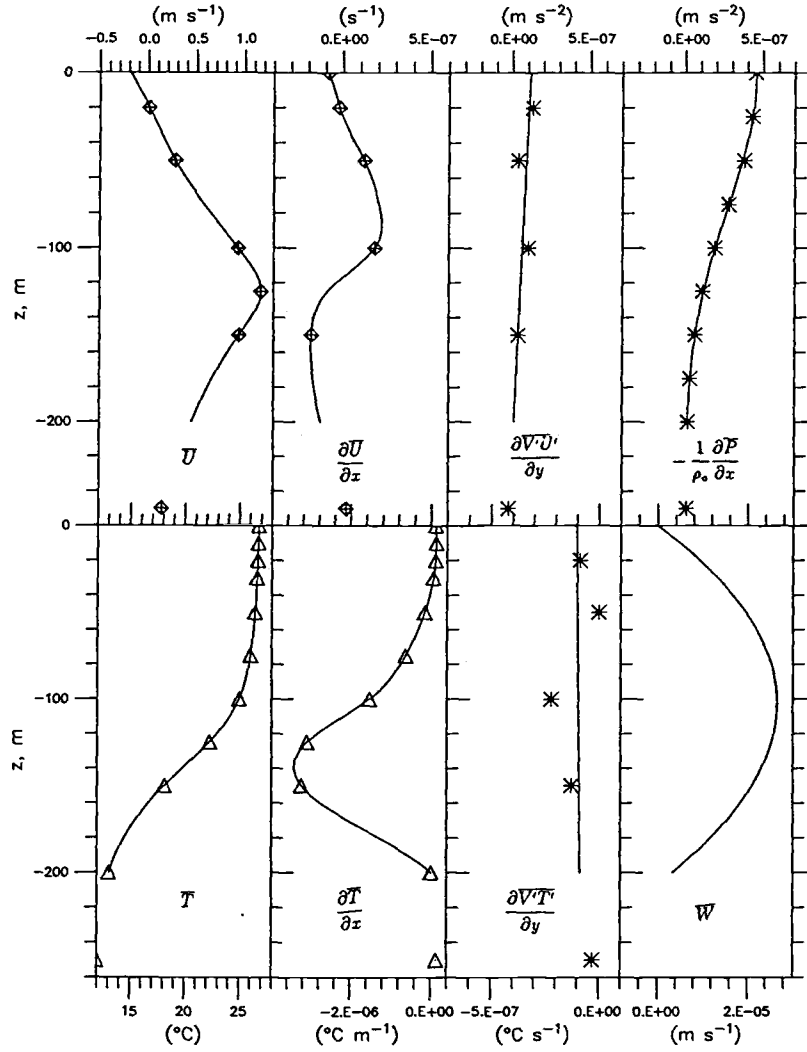 (m s⁻¹) (s⁻¹) (m s⁻²) (m s⁻²)
-0.5 0.0 0.5 1.0 0.E+00 5.E-07 0.E+00 5.E-07 0.E+00 5.E-07
0
-100
-200
z, m
U̅
∂U̅/∂x
∂V'U'/∂y
- 1/ρ₀ ∂P̅/∂x
0
-100
-200
z, m
T̅
∂T̅/∂x
∂V'T'/∂y
W̅
15 20 25 -2.E-06 0.E+00 -5.E-07 0.E+00 0.E+00 2.E-05
(°C) (°C m⁻¹) (°C s⁻¹) (m s⁻¹)